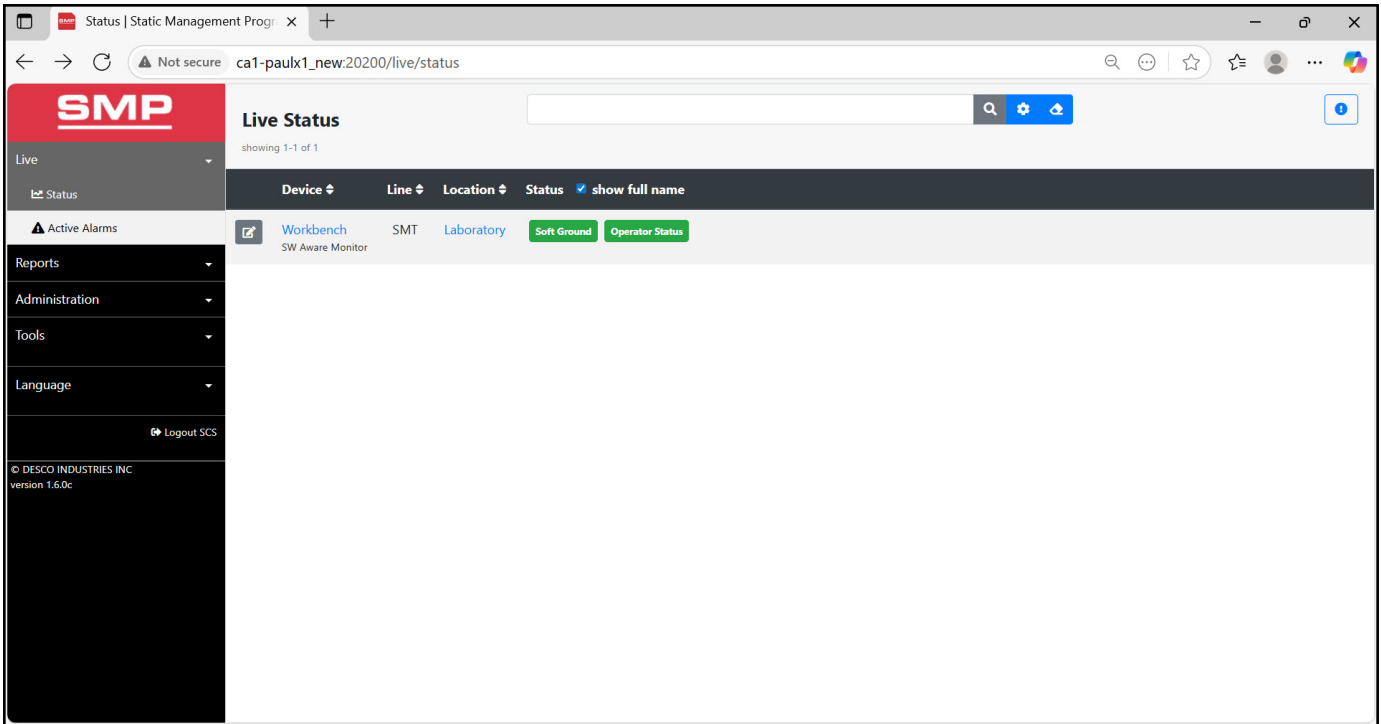 SMP
Status | Static Management Progr
Not secure
ca1-paulx1_new:20200/live/status
SMP
Live
Status
Active Alarms
Reports
Administration
Tools
Language
Logout SCS
© DESCO INDUSTRIES INC
version 1.6.0c
Live Status
showing 1-1 of 1
Device Line Location Status show full name
Workbench SMT Laboratory Soft Ground Operator Status
SW Aware Monitor